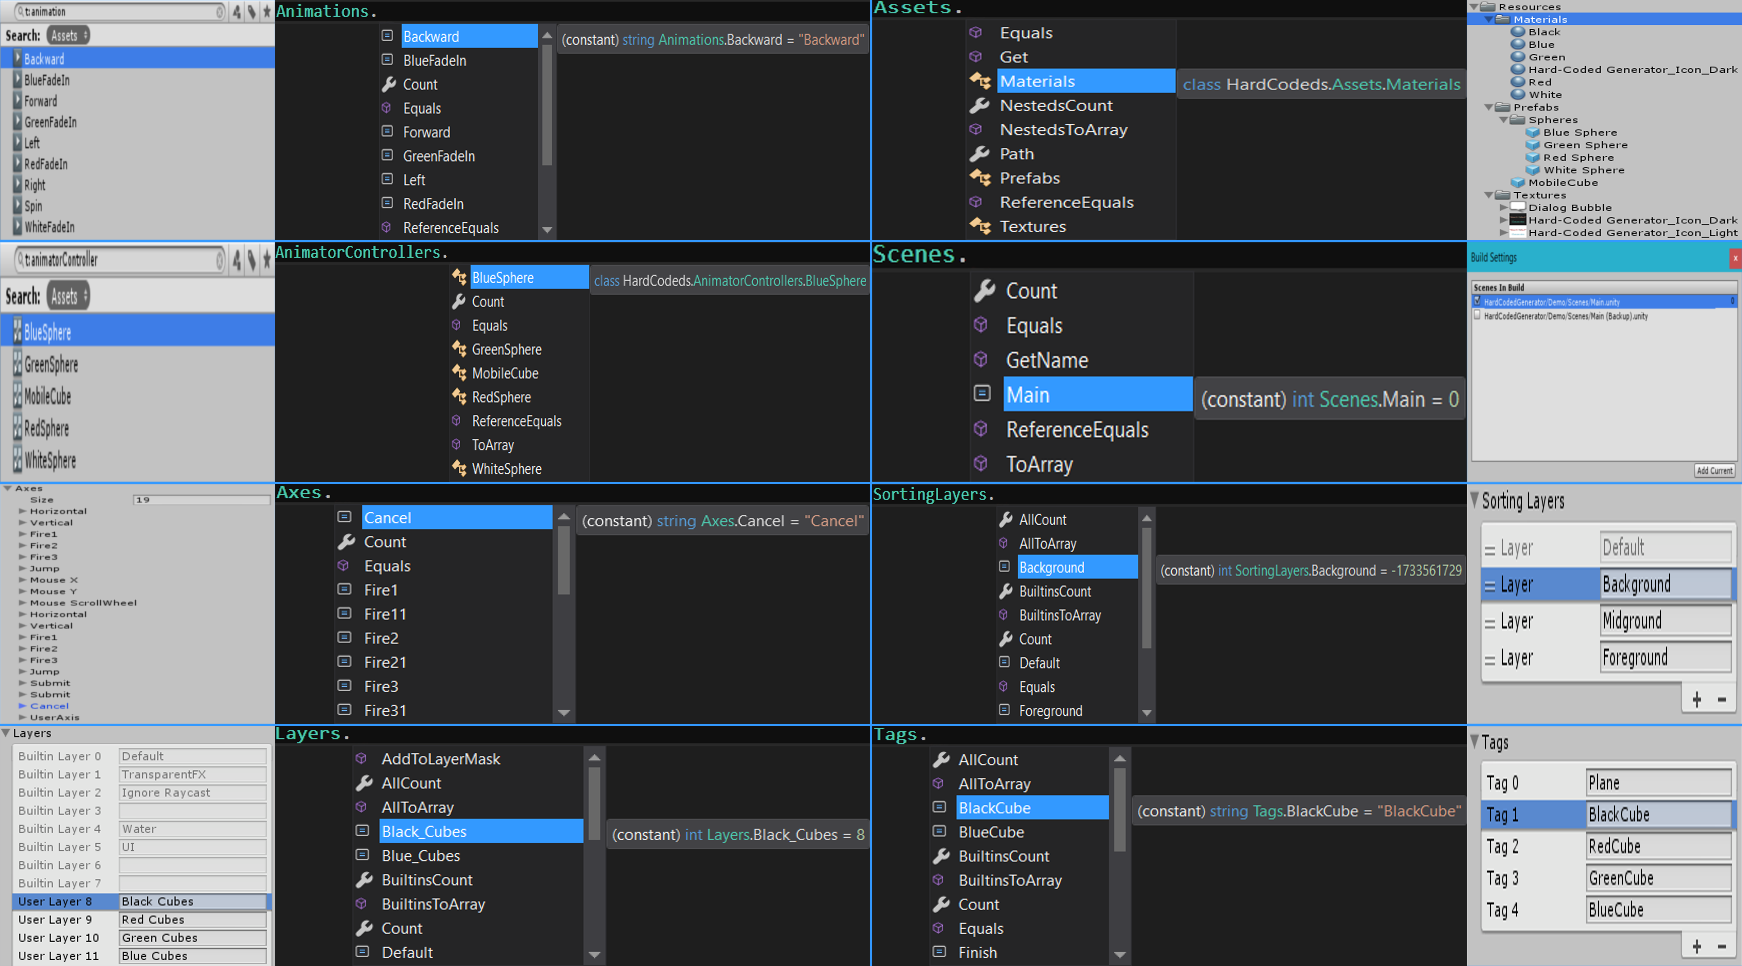 t:animation
Search: Assets
Backward
BlueFadeIn
Forward
GreenFadeIn
Left
RedFadeIn
Right
Spin
WhiteFadeIn
Animations.
Backward
BlueFadeIn
Count
Equals
Forward
GreenFadeIn
Left
RedFadeIn
ReferenceEquals
(constant) string Animations.Backward = "Backward"
Assets.
Equals
Get
Materials
NestedsCount
NestedsToArray
Path
Prefabs
ReferenceEquals
Textures
class HardCodeds.Assets.Materials
Resources
Materials
Black
Blue
Green
Hard-Coded Generator_Icon_Dark
Red
White
Prefabs
Spheres
Blue Sphere
Green Sphere
Red Sphere
White Sphere
MobileCube
Textures
Dialog Bubble
Hard-Coded Generator_Icon_Dark
Hard-Coded Generator_Icon_Light
t:animatorController
Search: Assets
BlueSphere
GreenSphere
MobileCube
RedSphere
WhiteSphere
AnimatorControllers.
BlueSphere
Count
Equals
GreenSphere
MobileCube
RedSphere
ReferenceEquals
ToArray
WhiteSphere
class HardCodeds.AnimatorControllers.BlueSphere
Scenes.
Count
Equals
GetName
Main
ReferenceEquals
ToArray
(constant) int Scenes.Main = 0
Build Settings
x
Scenes In Build
HardCodedGenerator/Demo/Scenes/Main.unity 0
HardCodedGenerator/Demo/Scenes/Main (Backup).unity
Add Current
Axes
Size 19
Horizontal
Vertical
Fire1
Fire2
Fire3
Jump
Mouse X
Mouse Y
Mouse ScrollWheel
Horizontal
Vertical
Fire1
Fire2
Fire3
Jump
Submit
Submit
Cancel
UserAxis
Axes.
Cancel
Count
Equals
Fire1
Fire11
Fire2
Fire21
Fire3
Fire31
(constant) string Axes.Cancel = "Cancel"
SortingLayers.
AllCount
AllToArray
Background
BuiltinsCount
BuiltinsToArray
Count
Default
Equals
Foreground
(constant) int SortingLayers.Background = -1733561729
Sorting Layers
= Layer Default
= Layer Background
= Layer Midground
= Layer Foreground
+ −
Layers
Builtin Layer 0 Default
Builtin Layer 1 TransparentFX
Builtin Layer 2 Ignore Raycast
Builtin Layer 3
Builtin Layer 4 Water
Builtin Layer 5 UI
Builtin Layer 6
Builtin Layer 7
User Layer 8 Black Cubes
User Layer 9 Red Cubes
User Layer 10 Green Cubes
User Layer 11 Blue Cubes
Layers.
AddToLayerMask
AllCount
AllToArray
Black_Cubes
Blue_Cubes
BuiltinsCount
BuiltinsToArray
Count
Default
(constant) int Layers.Black_Cubes = 8
Tags.
AllCount
AllToArray
BlackCube
BlueCube
BuiltinsCount
BuiltinsToArray
Count
Equals
Finish
(constant) string Tags.BlackCube = "BlackCube"
Tags
Tag 0 Plane
Tag 1 BlackCube
Tag 2 RedCube
Tag 3 GreenCube
Tag 4 BlueCube
+ −